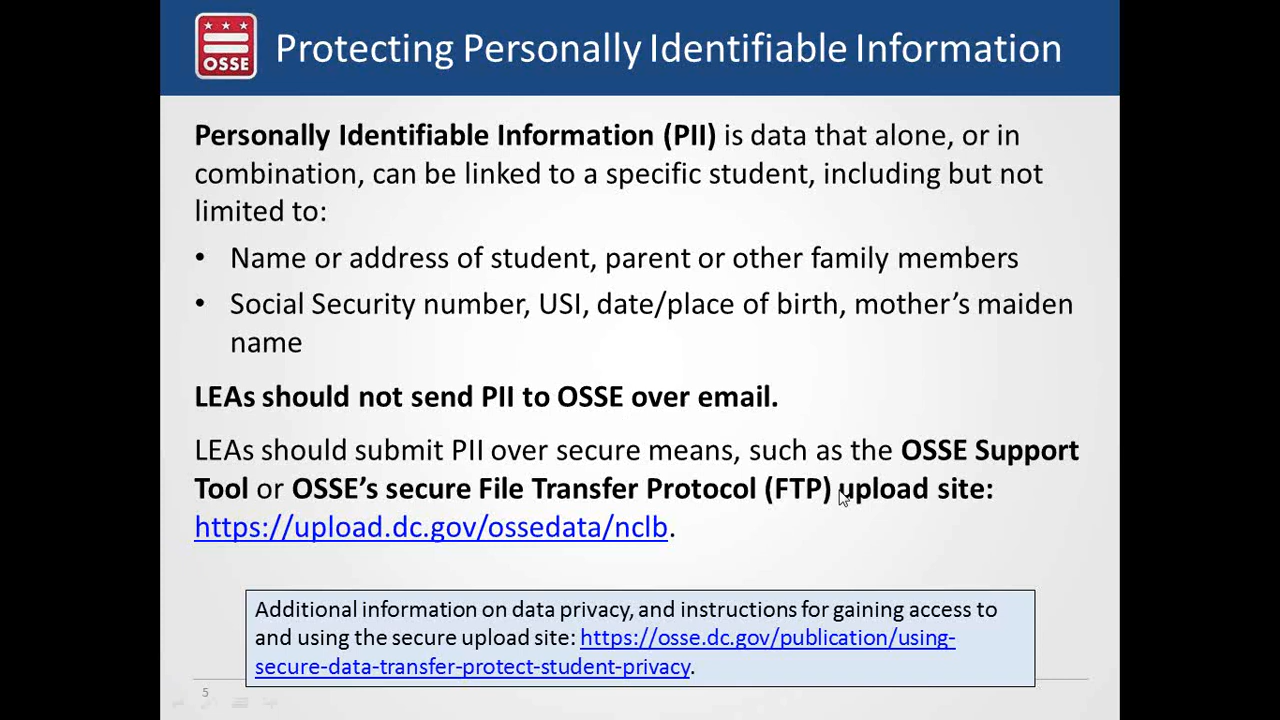 OSSE
Protecting Personally Identifiable Information
Personally Identifiable Information (PII) is data that alone, or in
combination, can be linked to a specific student, including but not
limited to:
• Name or address of student, parent or other family members
• Social Security number, USI, date/place of birth, mother’s maiden
name
LEAs should not send PII to OSSE over email.
LEAs should submit PII over secure means, such as the OSSE Support
Tool or OSSE’s secure File Transfer Protocol (FTP) upload site:
https://upload.dc.gov/ossedata/nclb.
Additional information on data privacy, and instructions for gaining access to
and using the secure upload site: https://osse.dc.gov/publication/using-
secure-data-transfer-protect-student-privacy.
5